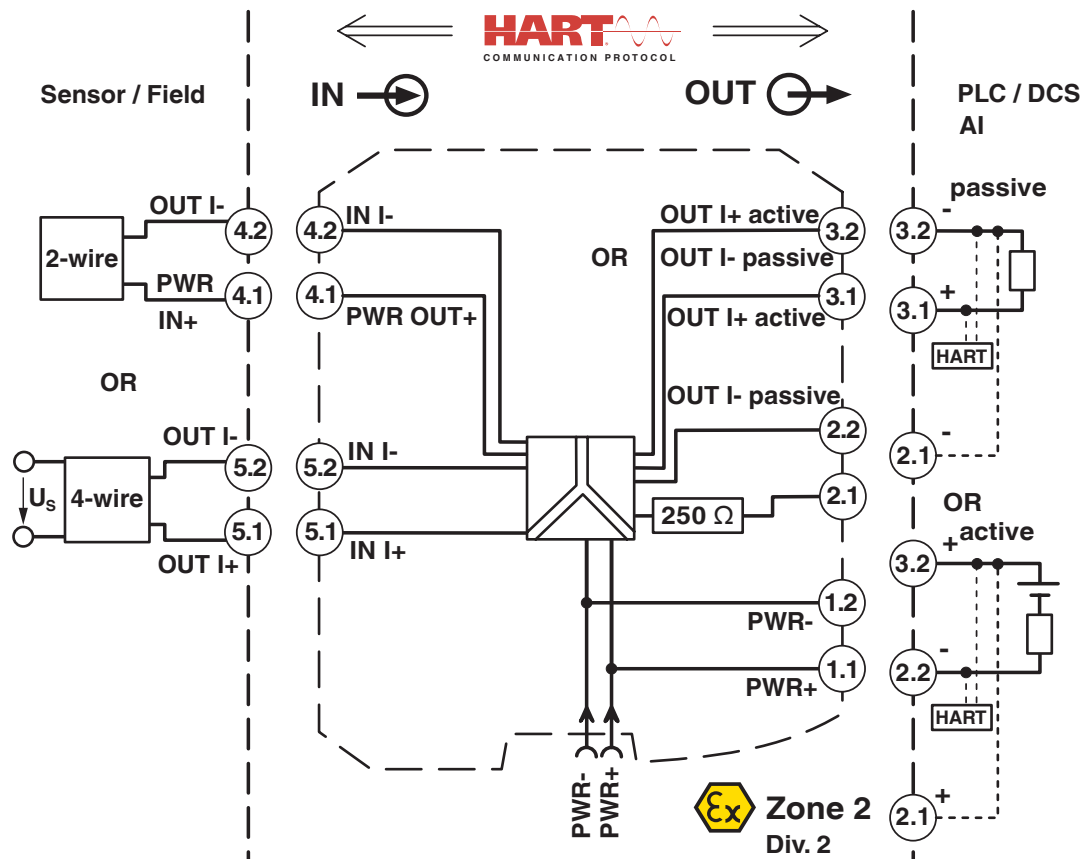 HART
COMMUNICATION PROTOCOL
Sensor / Field
IN
OUT
PLC / DCS
AI
OUT I-
4.2
2-wire
PWR
IN+
4.1
OR
OUT I-
5.2
US
4-wire
5.1
OUT I+
4.2
IN I-
4.1
PWR OUT+
5.2
IN I-
5.1
IN I+
OUT I+ active
3.2
OR
OUT I- passive
3.1
OUT I+ active
OUT I- passive
2.2
2.1
250 Ω
1.2
PWR-
1.1
PWR+
PWR-
PWR+
Ex
Zone 2
Div. 2
-
passive
3.2
+
3.1
HART
-
2.1
OR
active
+
3.2
-
2.2
HART
+
2.1